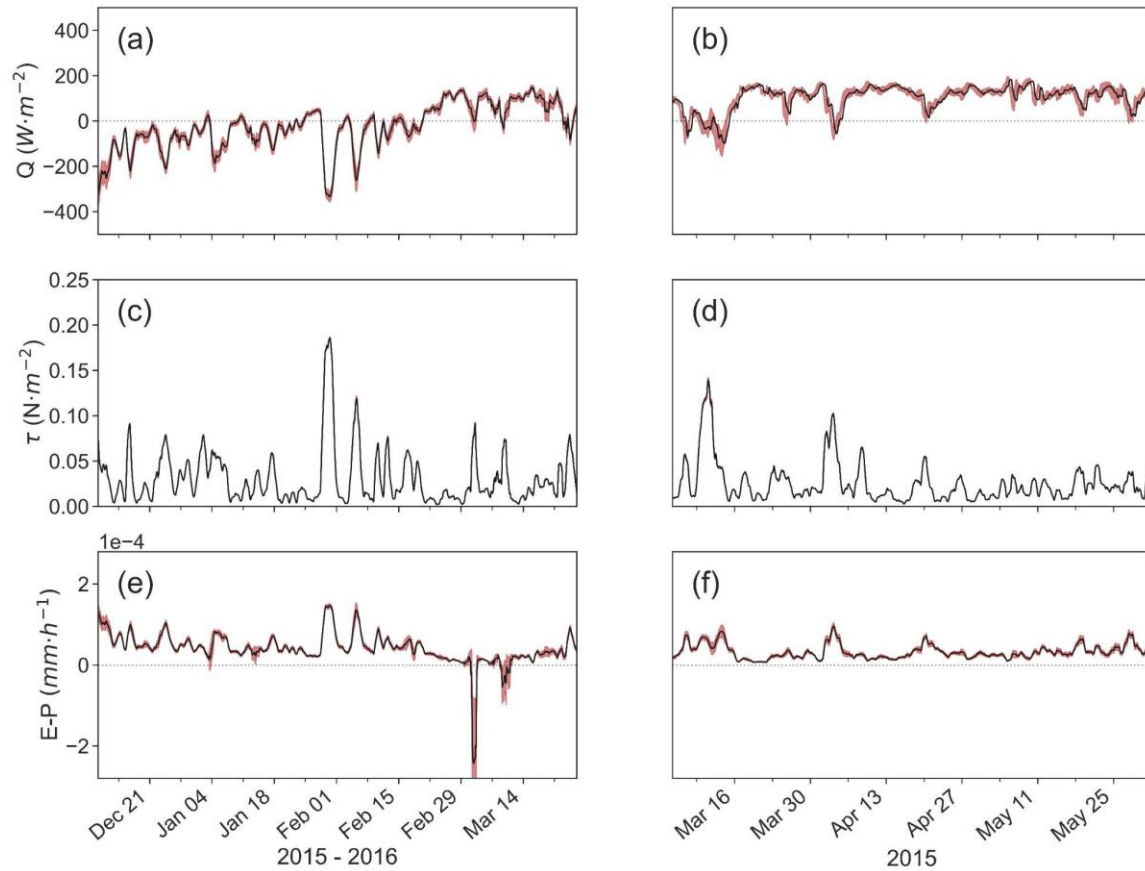 (a)
(b)
Q (W·m⁻²)
400
200
0
−200
−400
(c)
(d)
τ (N·m⁻²)
0.25
0.20
0.15
0.10
0.05
0.00
1e−4
(e)
(f)
E-P (mm·h⁻¹)
2
0
−2
Dec 21
Jan 04
Jan 18
Feb 01
Feb 15
Feb 29
Mar 14
2015 - 2016
Mar 16
Mar 30
Apr 13
Apr 27
May 11
May 25
2015